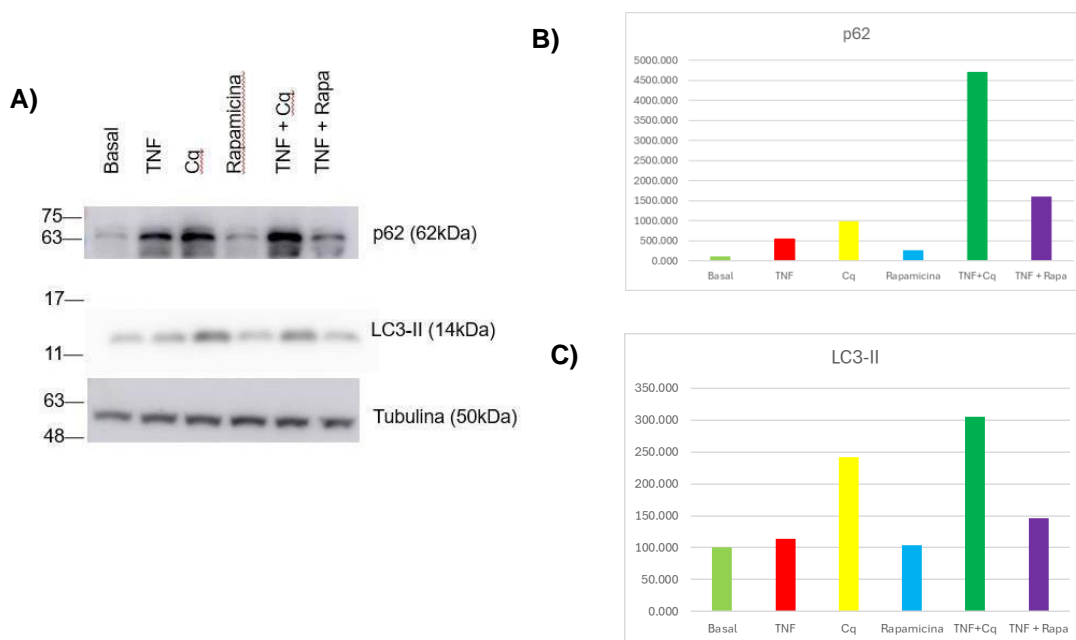 A)
Basal
TNF
Cq
Rapamicina
TNF + Cq
TNF + Rapa
75
63
p62 (62kDa)
17
11
LC3-II (14kDa)
63
48
Tubulina (50kDa)
B)
p62
5000.000
4500.000
4000.000
3500.000
3000.000
2500.000
2000.000
1500.000
1000.000
500.000
0.000
Basal TNF Cq Rapamicina TNF+Cq TNF + Rapa
C)
LC3-II
350.000
300.000
250.000
200.000
150.000
100.000
50.000
0.000
Basal TNF Cq Rapamicina TNF+Cq TNF + Rapa